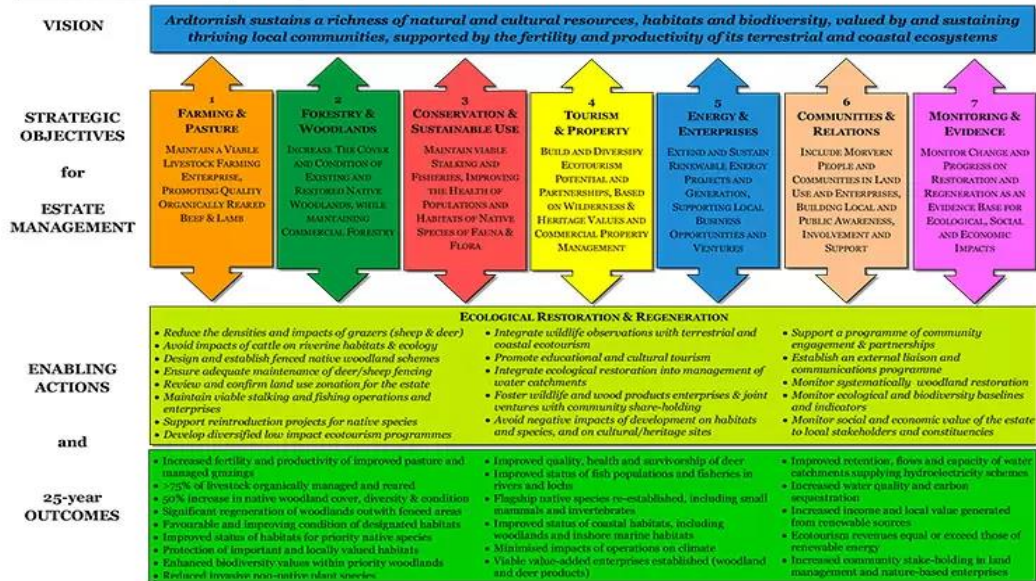 VISION
Ardtornish sustains a richness of natural and cultural resources, habitats and biodiversity, valued by and sustaining
thriving local communities, supported by the fertility and productivity of its terrestrial and coastal ecosystems
STRATEGIC
OBJECTIVES
for
ESTATE
MANAGEMENT
1
FARMING &
PASTURE
MAINTAIN A VIABLE
LIVESTOCK FARMING
ENTERPRISE,
PROMOTING QUALITY
ORGANICALLY REARED
BEEF & LAMB
2
FORESTRY &
WOODLANDS
INCREASE THE COVER
AND CONDITION OF
EXISTING AND
RESTORED NATIVE
WOODLANDS, WHILE
MAINTAINING
COMMERCIAL FORESTRY
3
CONSERVATION &
SUSTAINABLE USE
MAINTAIN VIABLE
STALKING AND
FISHERIES, IMPROVING
THE HEALTH OF
POPULATIONS AND
HABITATS OF NATIVE
SPECIES OF FAUNA &
FLORA
4
TOURISM
& PROPERTY
BUILD AND DIVERSIFY
ECOTOURISM
POTENTIAL AND
PARTNERSHIPS, BASED
ON WILDERNESS &
HERITAGE VALUES AND
COMMERCIAL PROPERTY
MANAGEMENT
5
ENERGY &
ENTERPRISES
EXTEND AND SUSTAIN
RENEWABLE ENERGY
PROJECTS AND
GENERATION,
SUPPORTING LOCAL
BUSINESS
OPPORTUNITIES AND
VENTURES
6
COMMUNITIES &
RELATIONS
INCLUDE MORVERN
PEOPLE AND
COMMUNITIES IN LAND
USE AND ENTERPRISES,
BUILDING LOCAL AND
PUBLIC AWARENESS,
INVOLVEMENT AND
SUPPORT
7
MONITORING &
EVIDENCE
MONITOR CHANGE AND
PROGRESS ON
RESTORATION AND
REGENERATION AS AN
EVIDENCE BASE FOR
ECOLOGICAL, SOCIAL
AND ECONOMIC
IMPACTS
ENABLING
ACTIONS
ECOLOGICAL RESTORATION & REGENERATION
• Reduce the densities and impacts of grazers (sheep & deer)
• Avoid impacts of cattle on riverine habitats & ecology
• Design and establish fenced native woodland schemes
• Ensure adequate maintenance of deer/sheep fencing
• Review and confirm land use zonation for the estate
• Maintain viable stalking and fishing operations and
enterprises
• Support reintroduction projects for native species
• Develop diversified low impact ecotourism programmes
• Integrate wildlife observations with terrestrial and
coastal ecotourism
• Promote educational and cultural tourism
• Integrate ecological restoration into management of
water catchments
• Foster wildlife and wood products enterprises & joint
ventures with community share-holding
• Avoid negative impacts of development on habitats
and species, and on cultural/heritage sites
• Support a programme of community
engagement & partnerships
• Establish an external liaison and
communications programme
• Monitor systematically woodland restoration
• Monitor ecological and biodiversity baselines
and indicators
• Monitor social and economic value of the estate
to local stakeholders and constituencies
and
25-year
OUTCOMES
• Increased fertility and productivity of improved pasture and
managed grazings
• >75% of livestock organically managed and reared
• 50% increase in native woodland cover, diversity & condition
• Significant regeneration of woodlands outwith fenced areas
• Favourable and improving condition of designated habitats
• Improved status of habitats for priority native species
• Protection of important and locally valued habitats
• Enhanced biodiversity values within priority woodlands
• Reduced invasive non-native plant species
• Improved quality, health and survivorship of deer
• Improved status of fish populations and fisheries in
rivers and lochs
• Flagship native species re-established, including small
mammals and invertebrates
• Improved status of coastal habitats, including
woodlands and inshore marine habitats
• Minimised impacts of operations on climate
• Viable value-added enterprises established (woodland
and deer products)
• Improved retention, flows and capacity of water
catchments supplying hydroelectricity schemes
• Increased water quality and carbon
sequestration
• Increased income and local value generated
from renewable sources
• Ecotourism revenues equal or exceed those of
renewable energy
• Increased community stake-holding in land
management and nature-based enterprises